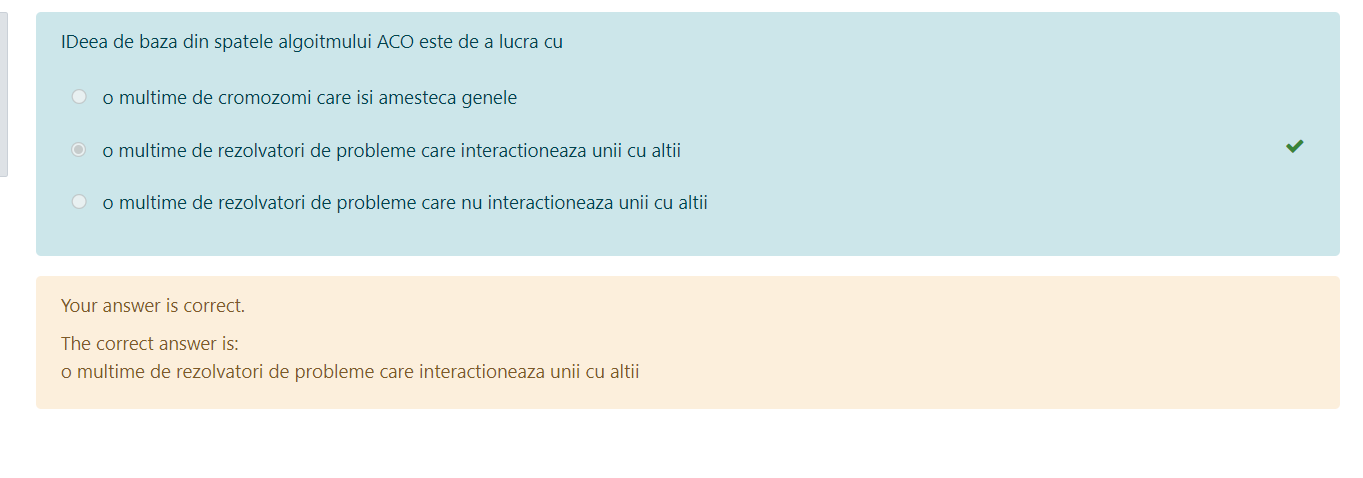 IDeea de baza din spatele algoitmului ACO este de a lucra cu
o multime de cromozomi care isi amesteca genele
o multime de rezolvatori de probleme care interactioneaza unii cu altii
o multime de rezolvatori de probleme care nu interactioneaza unii cu altii
Your answer is correct.
The correct answer is:
o multime de rezolvatori de probleme care interactioneaza unii cu altii